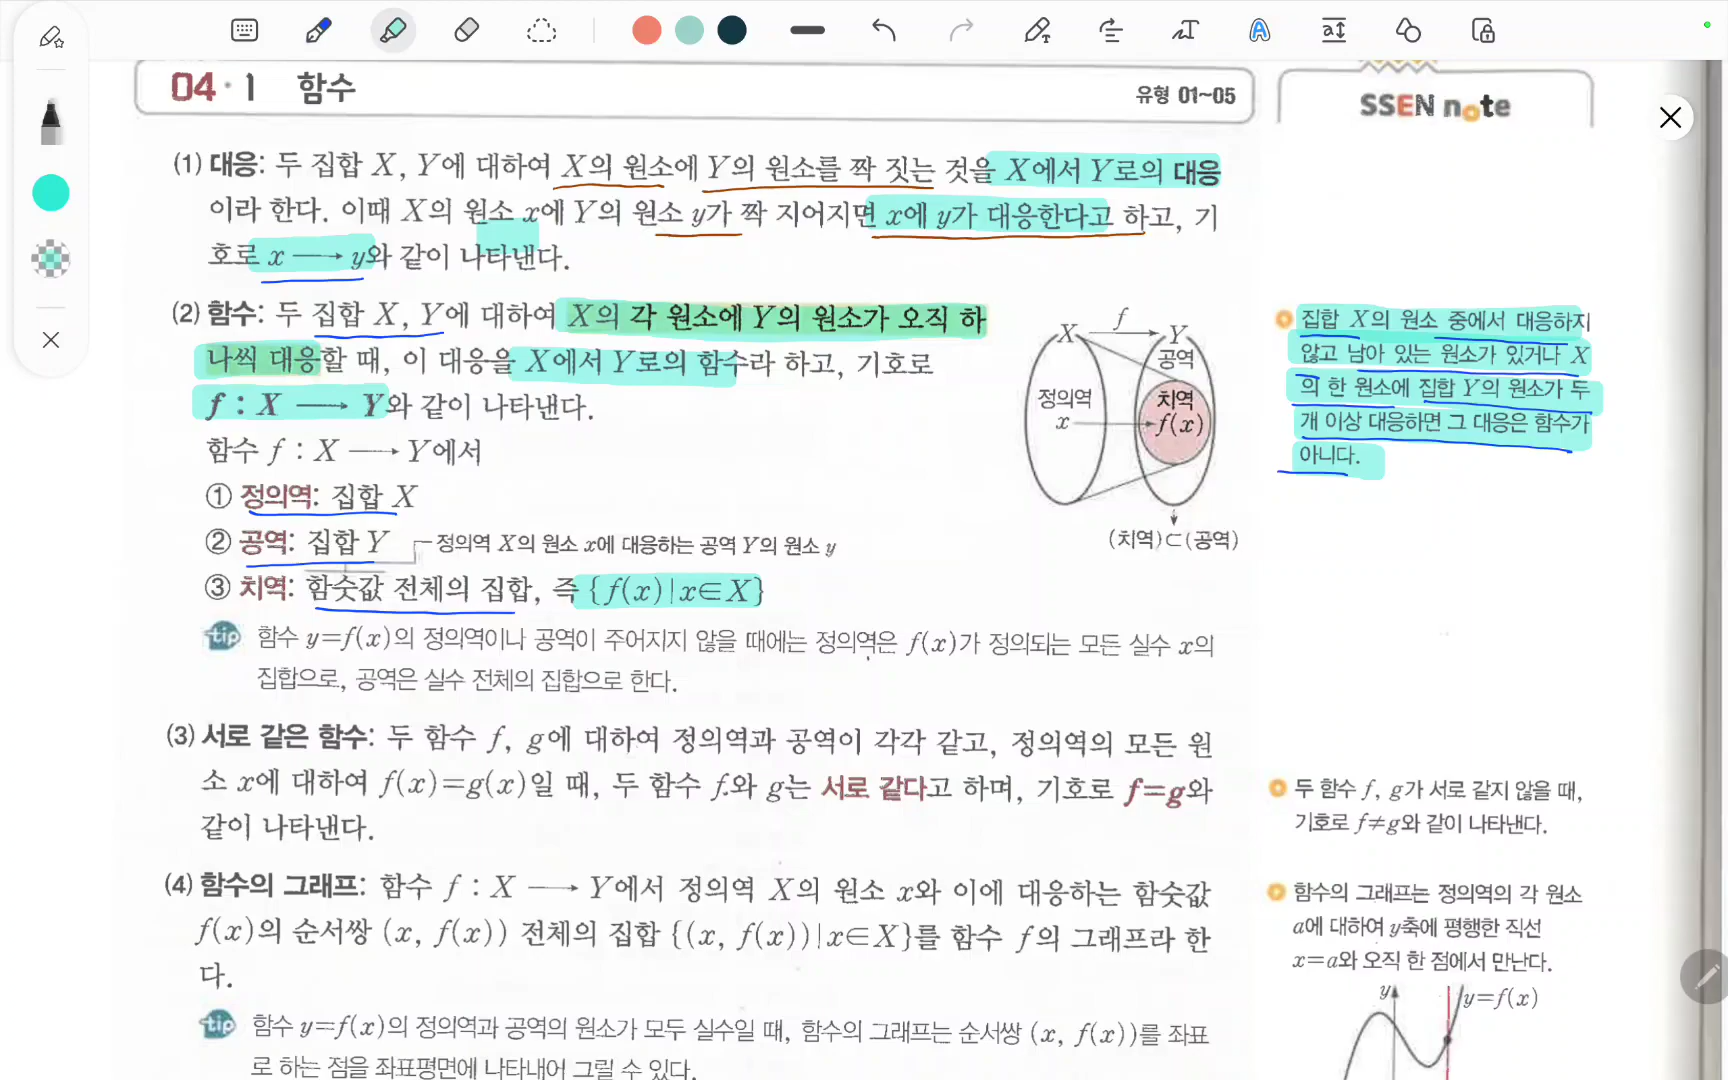 04 · 1 함수
유형 01~05
SSEN note
(1) 대응: 두 집합 X, Y에 대하여 X의 원소에 Y의 원소를 짝 짓는 것을 X에서 Y로의 대응
이라 한다. 이때 X의 원소 x에 Y의 원소 y가 짝 지어지면 x에 y가 대응한다고 하고, 기
호로 x ⟶ y와 같이 나타낸다.
(2) 함수: 두 집합 X, Y에 대하여 X의 각 원소에 Y의 원소가 오직 하
나씩 대응할 때, 이 대응을 X에서 Y로의 함수라 하고, 기호로
f : X ⟶ Y와 같이 나타낸다.
함수 f : X ⟶ Y에서
① 정의역: 집합 X
② 공역: 집합 Y
정의역 X의 원소 x에 대응하는 공역 Y의 원소 y
③ 치역: 함숫값 전체의 집합, 즉 {f(x)|x∈X}
X f Y
공역
정의역 치역
x f(x)
(치역)⊂(공역)
집합 X의 원소 중에서 대응하지
않고 남아 있는 원소가 있거나 X
의 한 원소에 집합 Y의 원소가 두
개 이상 대응하면 그 대응은 함수가
아니다.
tip 함수 y=f(x)의 정의역이나 공역이 주어지지 않을 때에는 정의역은 f(x)가 정의되는 모든 실수 x의
집합으로, 공역은 실수 전체의 집합으로 한다.
(3) 서로 같은 함수: 두 함수 f, g에 대하여 정의역과 공역이 각각 같고, 정의역의 모든 원
소 x에 대하여 f(x)=g(x)일 때, 두 함수 f와 g는 서로 같다고 하며, 기호로 f=g와
같이 나타낸다.
두 함수 f, g가 서로 같지 않을 때,
기호로 f≠g와 같이 나타낸다.
(4) 함수의 그래프: 함수 f : X ⟶ Y에서 정의역 X의 원소 x와 이에 대응하는 함숫값
f(x)의 순서쌍 (x, f(x)) 전체의 집합 {(x, f(x))|x∈X}를 함수 f의 그래프라 한
다.
함수의 그래프는 정의역의 각 원소
a에 대하여 y축에 평행한 직선
x=a와 오직 한 점에서 만난다.
y y=f(x)
tip 함수 y=f(x)의 정의역과 공역의 원소가 모두 실수일 때, 함수의 그래프는 순서쌍 (x, f(x))를 좌표
로 하는 점을 좌표평면에 나타내어 그릴 수 있다.